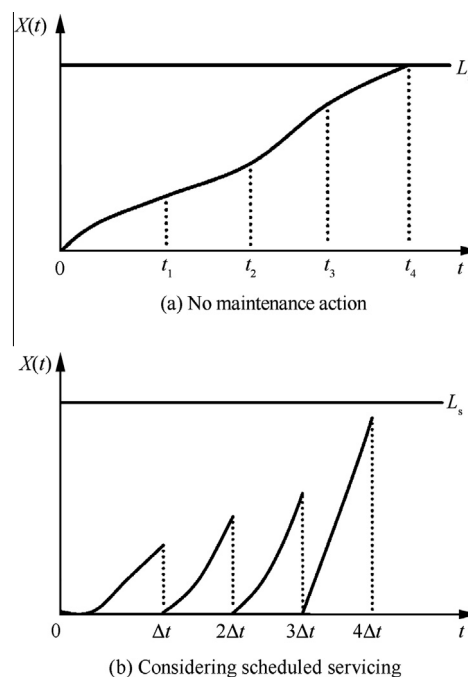 X(t)
L
0 t₁ t₂ t₃ t₄ t
(a) No maintenance action
X(t)
Lₛ
0 Δt 2Δt 3Δt 4Δt t
(b) Considering scheduled servicing